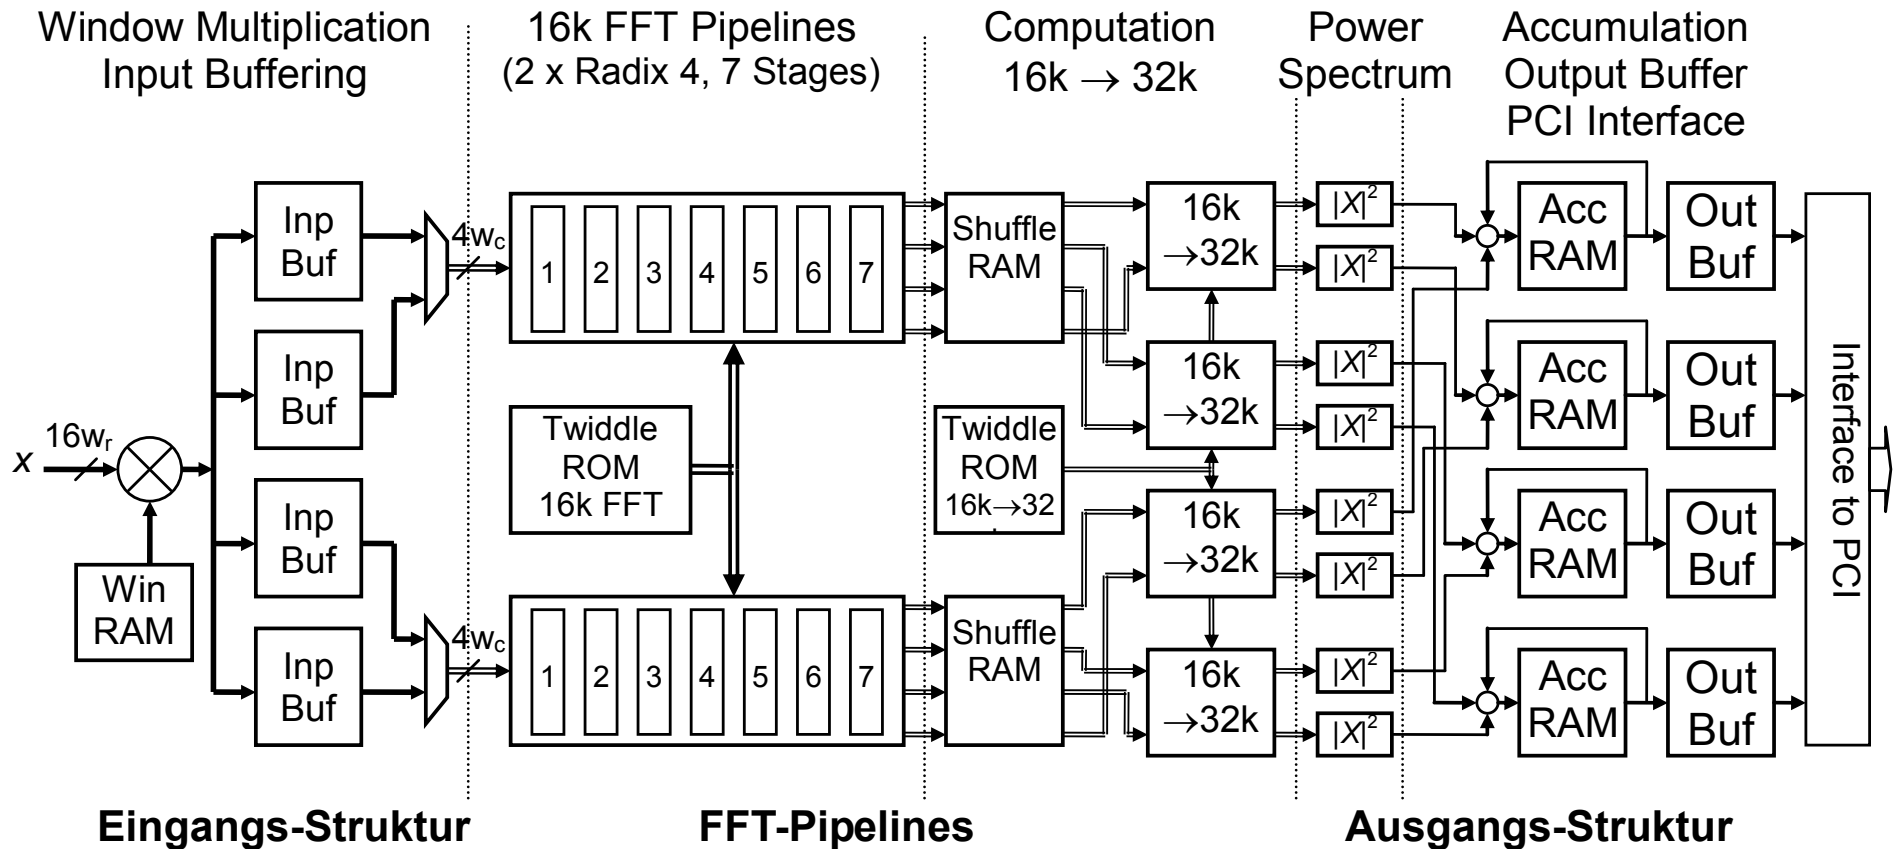 Window Multiplication
Input Buffering
16k FFT Pipelines
(2 x Radix 4, 7 Stages)
Computation
16k → 32k
Power
Spectrum
Accumulation
Output Buffer
PCI Interface
Inp
Buf
Inp
Buf
Inp
Buf
Inp
Buf
x
16wr
Win
RAM
4wc
4wc
1 2 3 4 5 6 7
Twiddle
ROM
16k FFT
1 2 3 4 5 6 7
Shuffle
RAM
Twiddle
ROM
16k→32
Shuffle
RAM
16k
→32k
16k
→32k
16k
→32k
16k
→32k
|X|²
|X|²
|X|²
|X|²
|X|²
|X|²
|X|²
|X|²
Acc
RAM
Out
Buf
Acc
RAM
Out
Buf
Acc
RAM
Out
Buf
Acc
RAM
Out
Buf
Interface to PCI
Eingangs-Struktur
FFT-Pipelines
Ausgangs-Struktur